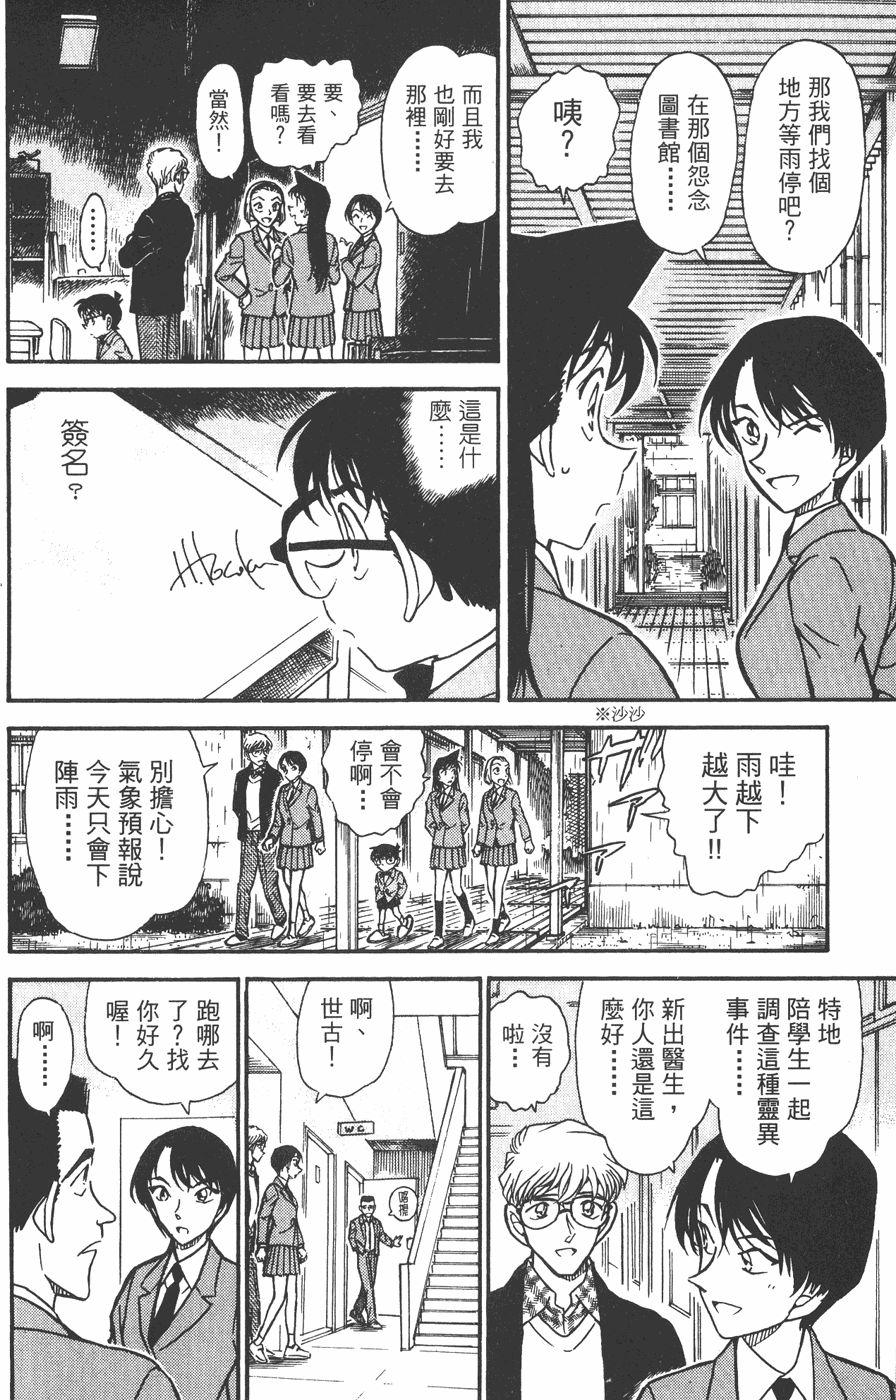 那我們找個
地方等雨停吧？
在那個怨念
圖書館……
咦？
而且我
也剛好要去
那裡……
要、
要去看
看嗎？
當然！
……
這是什
麼……
簽名？
※沙沙
哇！
雨越下
越大了!!
會不會
停啊…
別擔心！
氣象預報說
今天只會下
陣雨……
特地
陪學生一起
調查這種靈異
事件……
新出醫生，
你人還是這
麼好……
沒有
啦…
啊、
世古！
WC
跑哪去
了？找
你好久
喔！
啊……